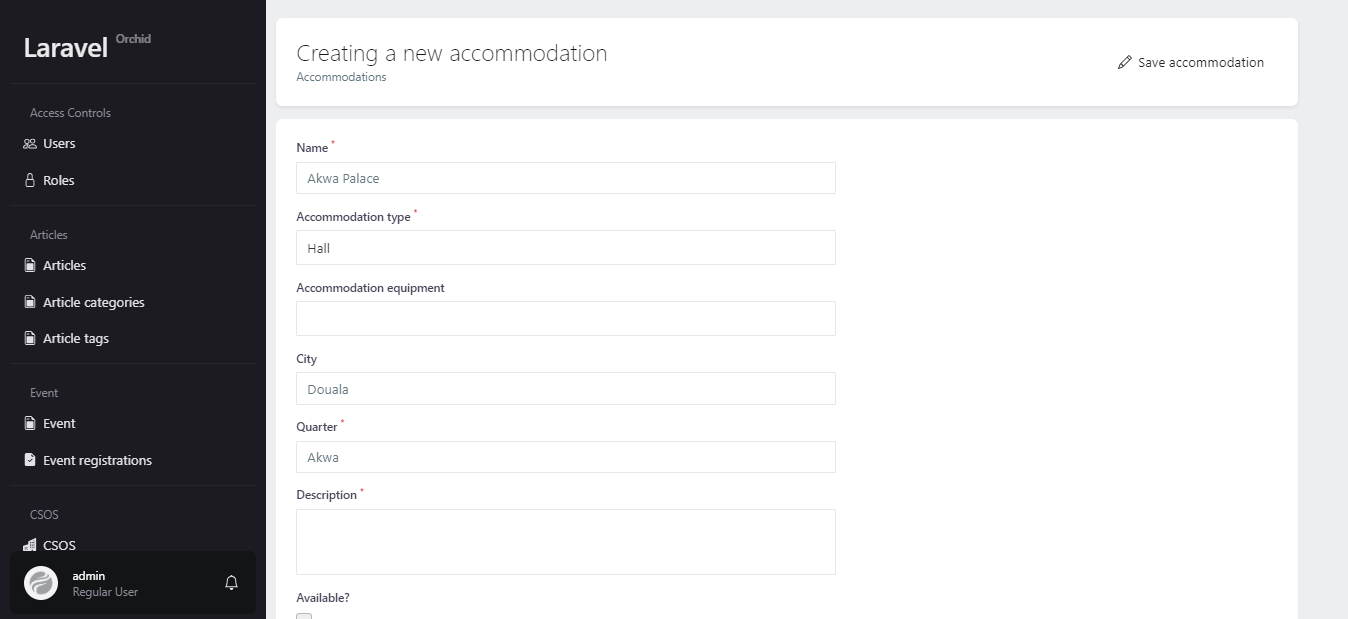 Laravel Orchid
Access Controls
Users
Roles
Articles
Articles
Article categories
Article tags
Event
Event
Event registrations
CSOS
CSOS
admin
Regular User
Creating a new accommodation
Accommodations
Save accommodation
Name *
Akwa Palace
Accommodation type *
Hall
Accommodation equipment
City
Douala
Quarter *
Akwa
Description *
Available?